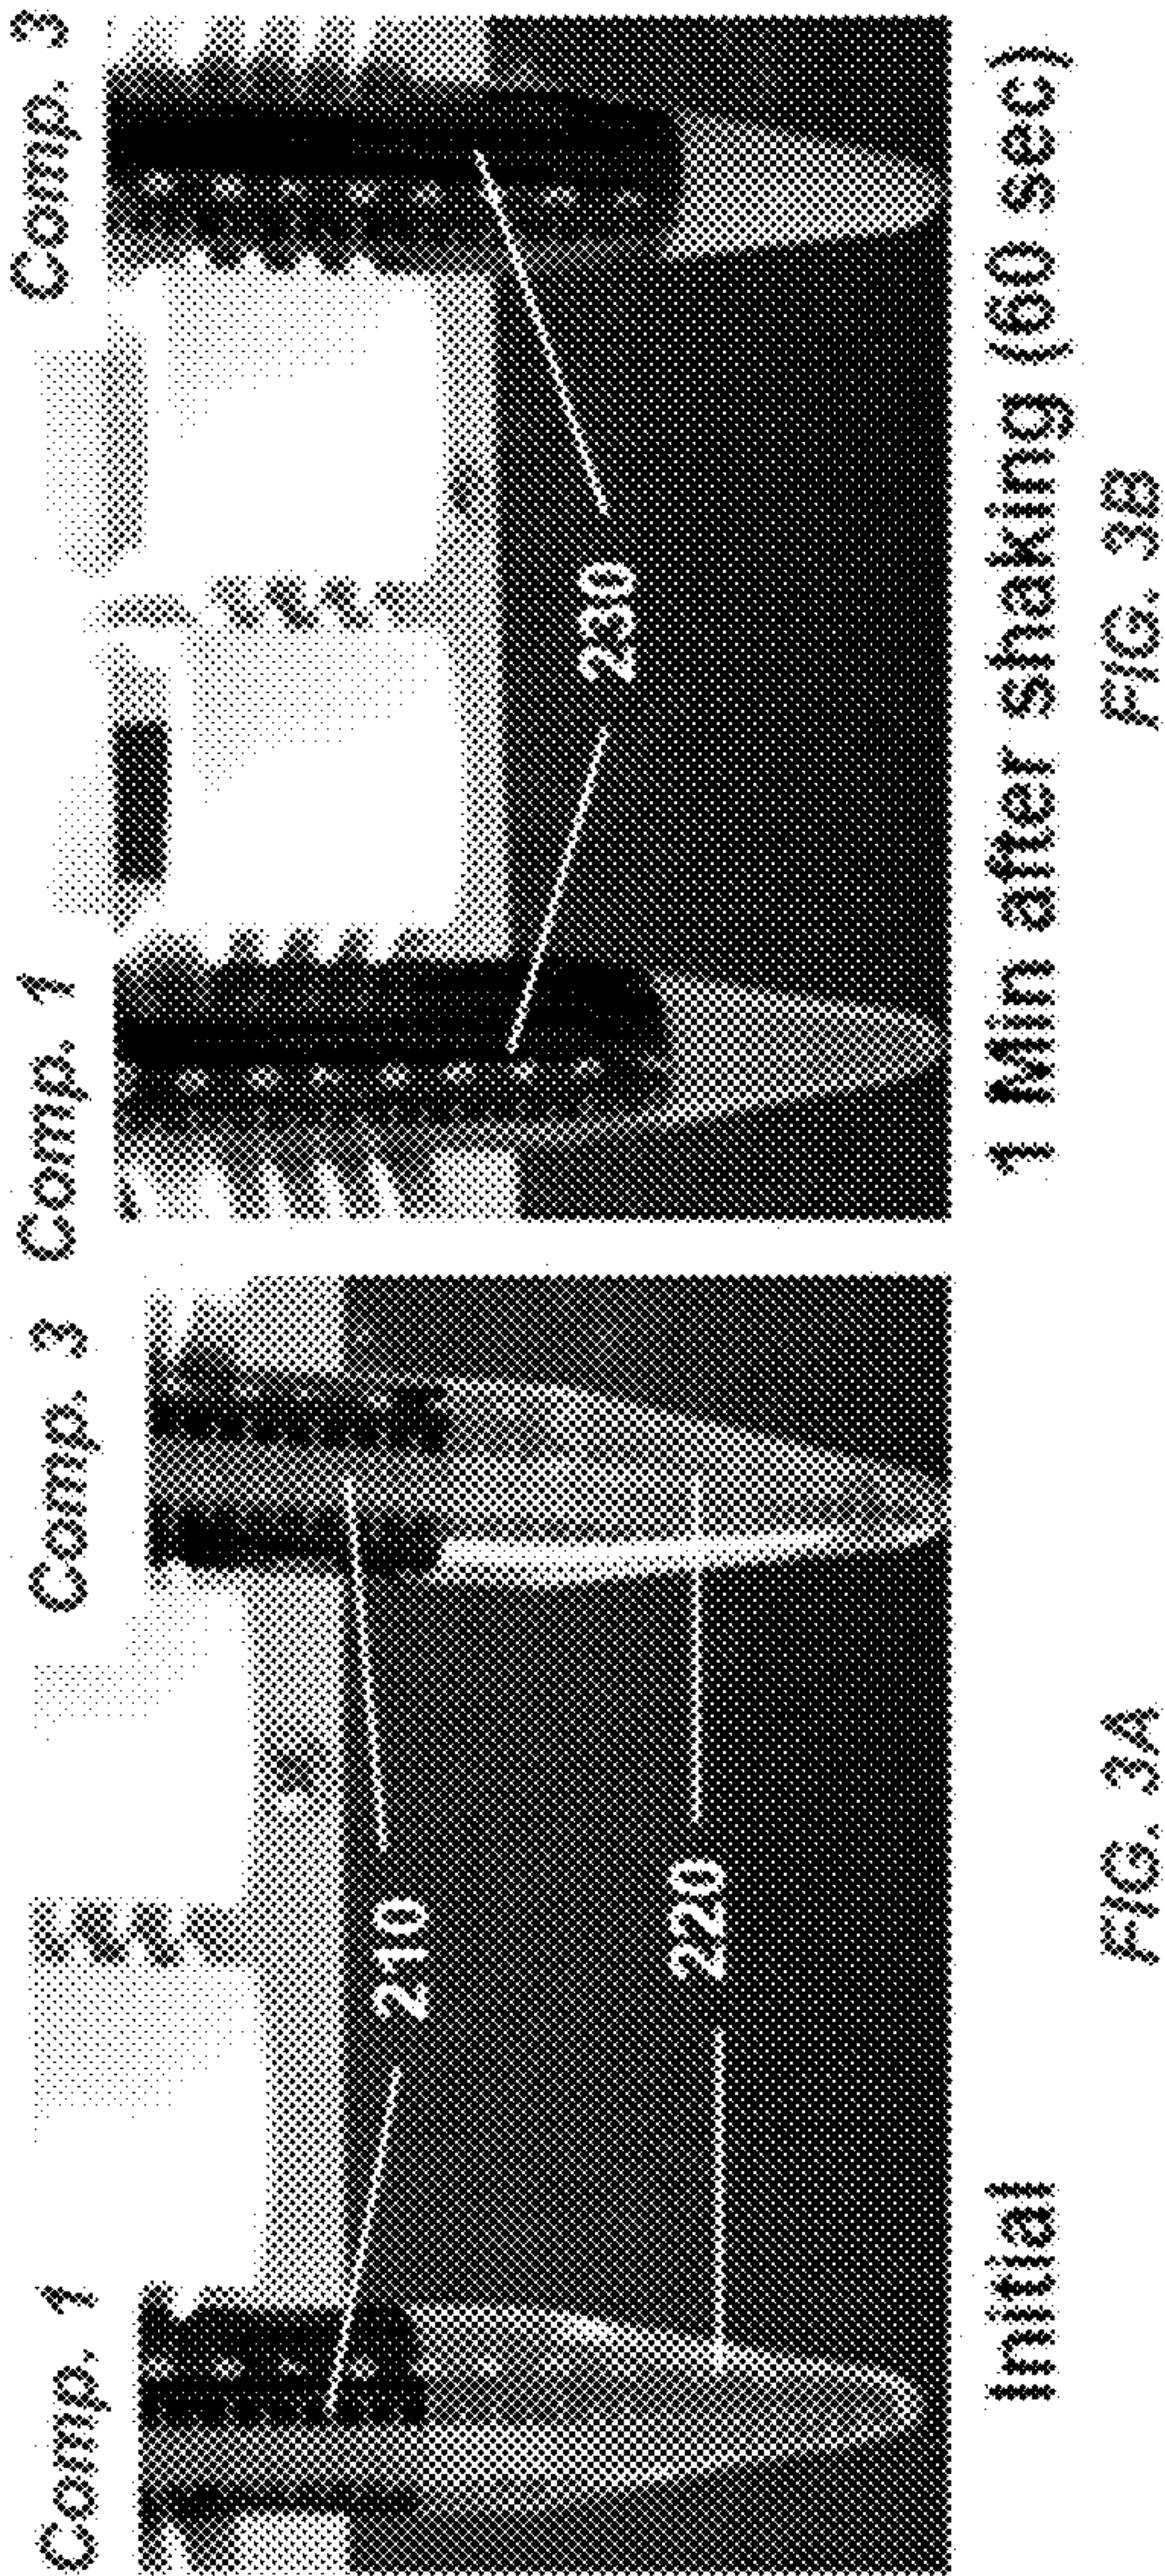 Comp. 1
Comp. 3
210
220
Initial
FIG. 3A
Comp. 1
Comp. 3
230
1 Min after shaking (60 sec)
FIG. 3B